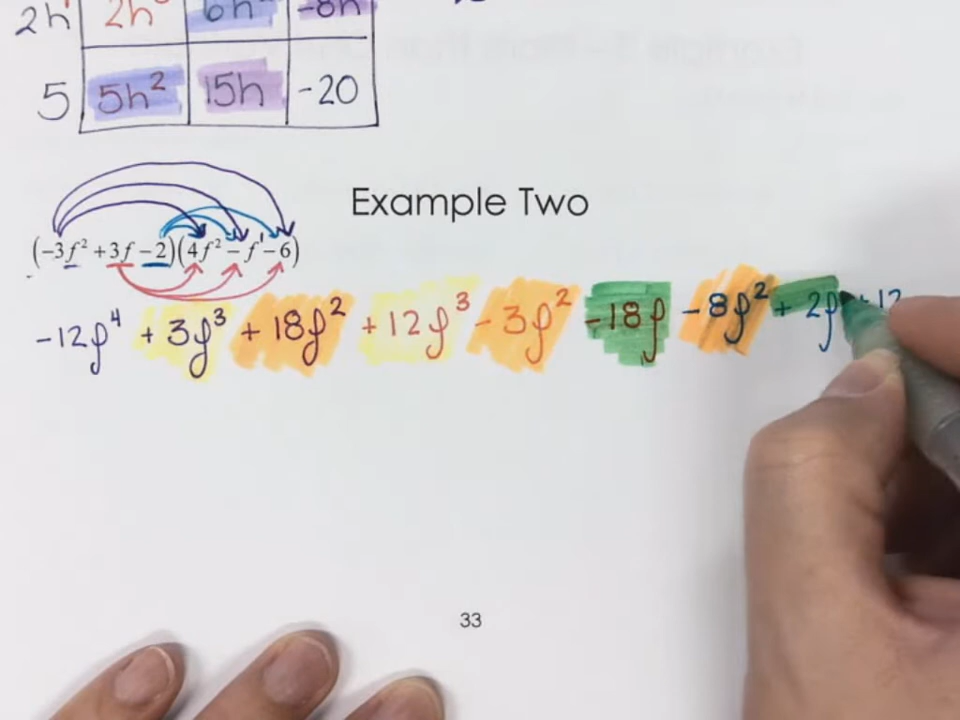 2h 2h 6h -8h
5 5h² 15h -20
Example Two
(-3f² + 3f - 2)(4f² - f - 6)
-12f⁴ + 3f³ + 18f² + 12f³ - 3f² - 18f - 8f² + 2f + 12
33